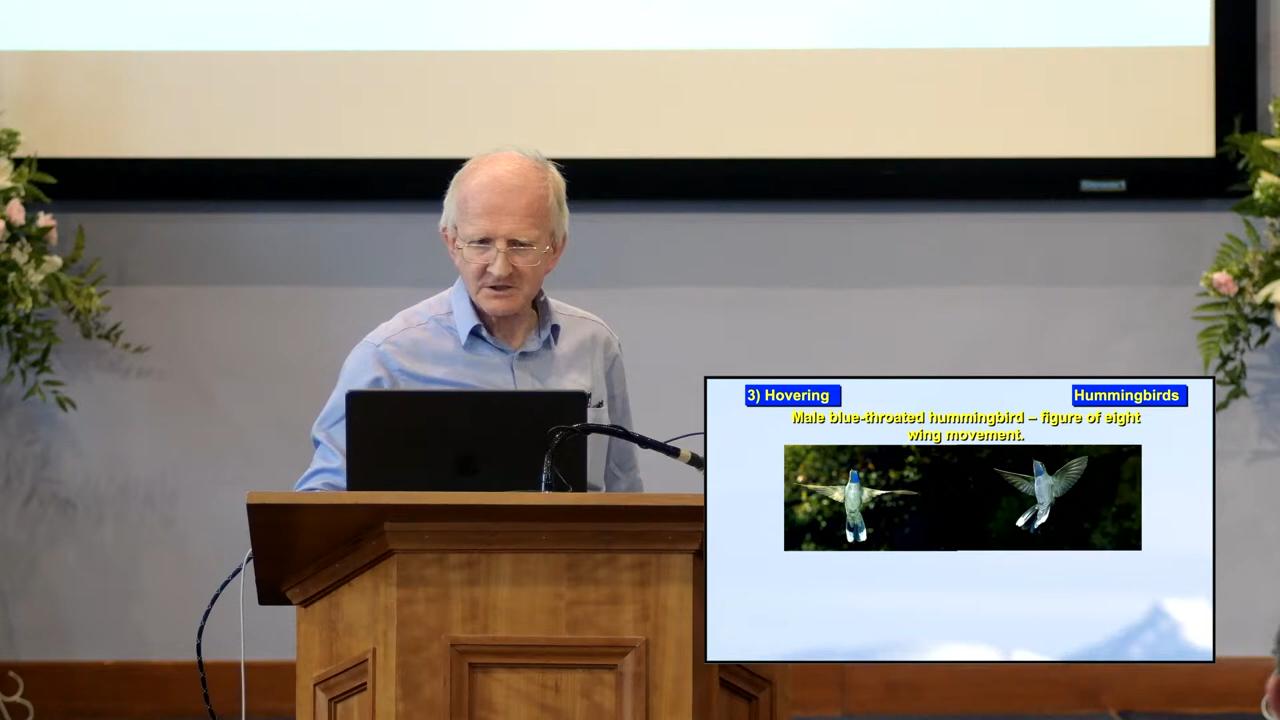 3) Hovering
Hummingbirds
Male blue-throated hummingbird – figure of eight
wing movement.